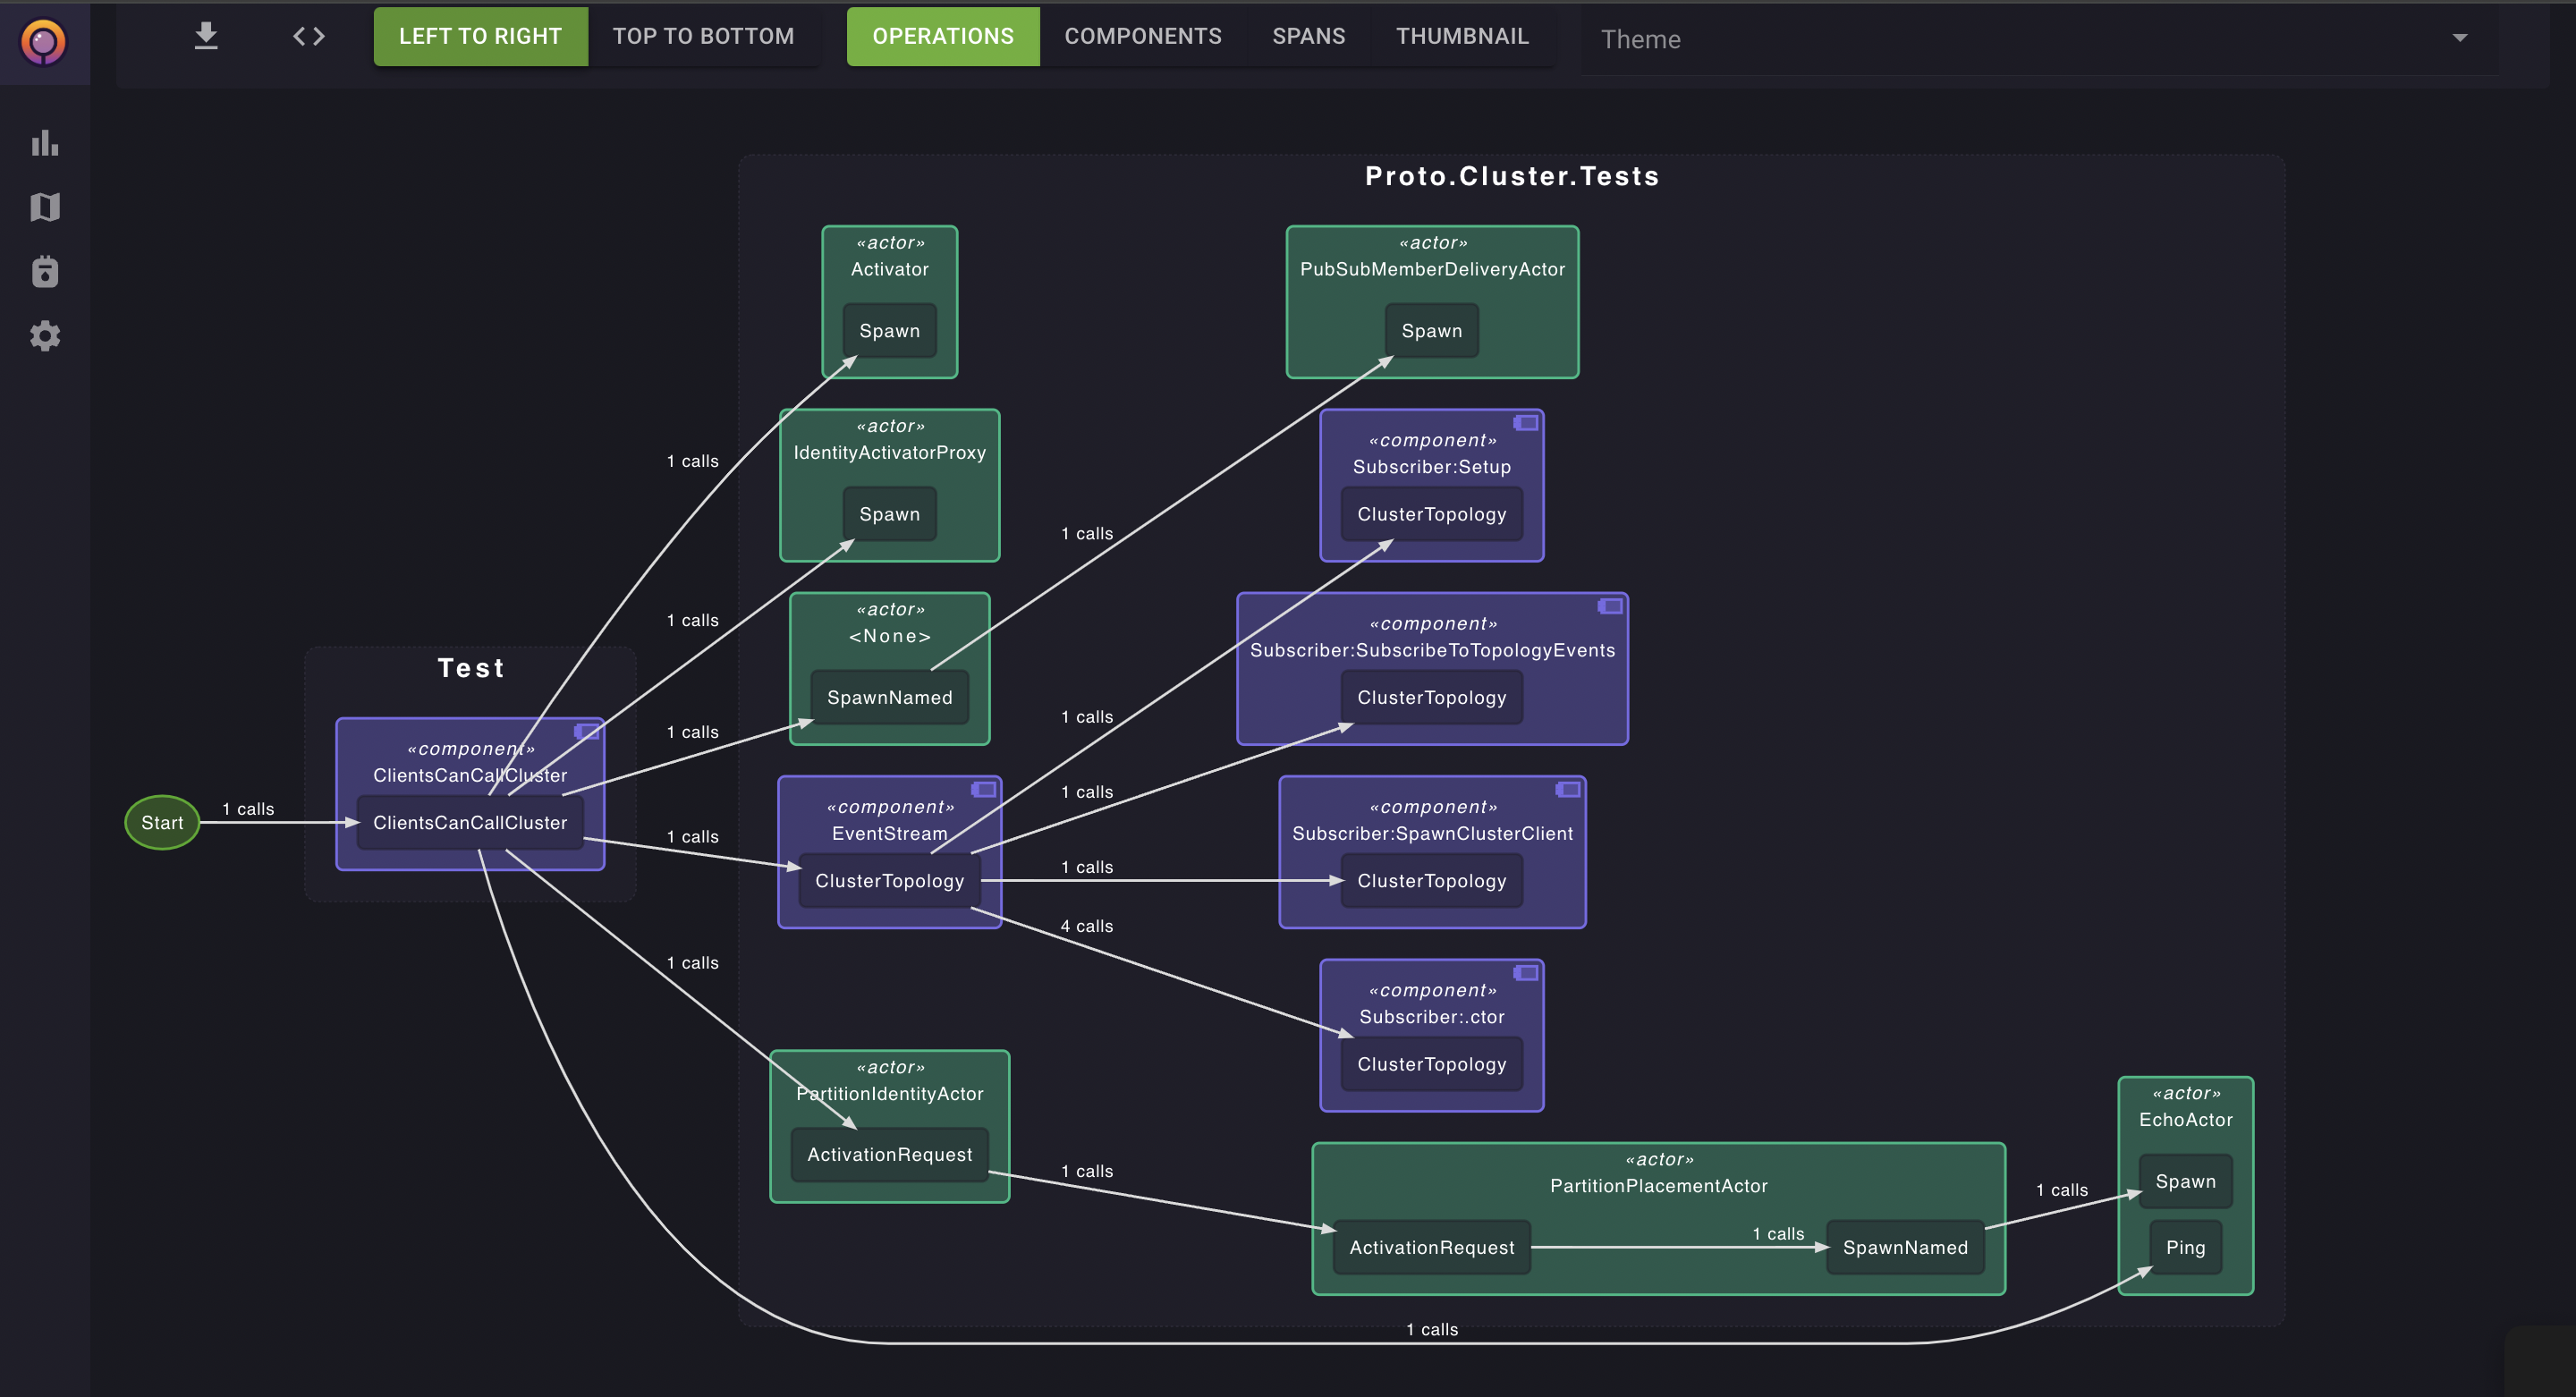 LEFT TO RIGHT
TOP TO BOTTOM
OPERATIONS
COMPONENTS
SPANS
THUMBNAIL
Theme
Proto.Cluster.Tests
«actor»
Activator
Spawn
«actor»
PubSubMemberDeliveryActor
Spawn
«actor»
IdentityActivatorProxy
Spawn
«component»
Subscriber:Setup
ClusterTopology
1 calls
1 calls
«actor»
<None>
SpawnNamed
«component»
Subscriber:SubscribeToTopologyEvents
ClusterTopology
1 calls
1 calls
1 calls
Test
«component»
ClientsCanCallCluster
ClientsCanCallCluster
Start
1 calls
1 calls
«component»
EventStream
ClusterTopology
1 calls
1 calls
4 calls
«component»
Subscriber:SpawnClusterClient
ClusterTopology
1 calls
«component»
Subscriber:.ctor
ClusterTopology
«actor»
PartitionIdentityActor
ActivationRequest
1 calls
«actor»
PartitionPlacementActor
ActivationRequest
1 calls
SpawnNamed
1 calls
«actor»
EchoActor
Spawn
Ping
1 calls